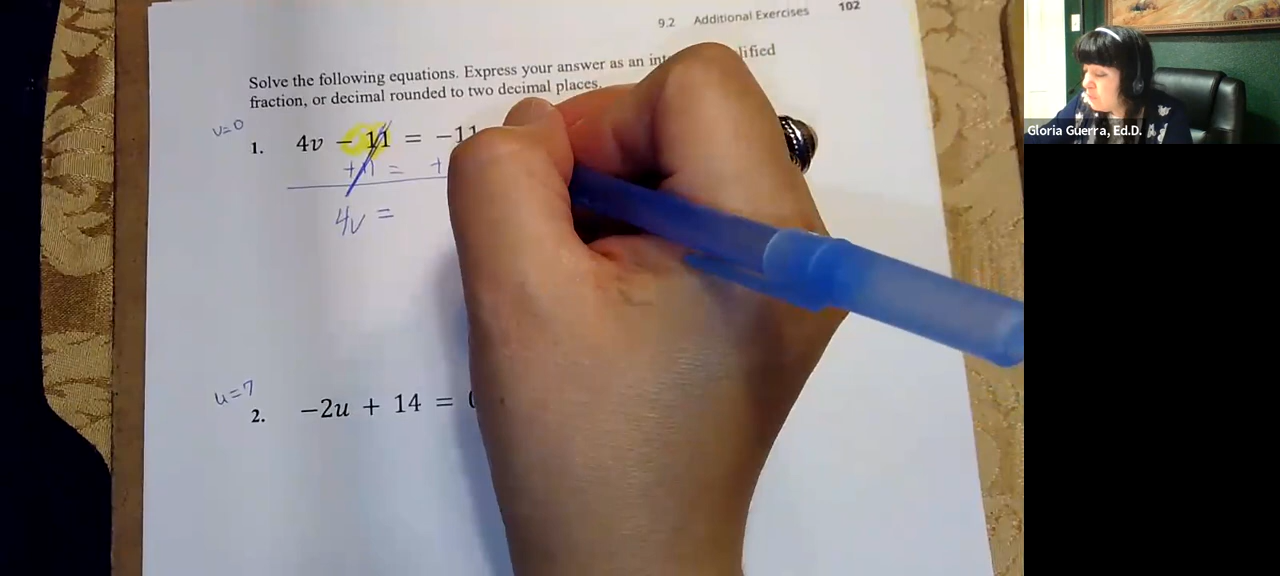 9.2 Additional Exercises 102
Solve the following equations. Express your answer as an
fraction, or decimal rounded to two decimal places.
v=0
1. 4v − 11 = −11
+11 = +
4v =
u=7
2. −2u + 14 =
Gloria Guerra, Ed.D.